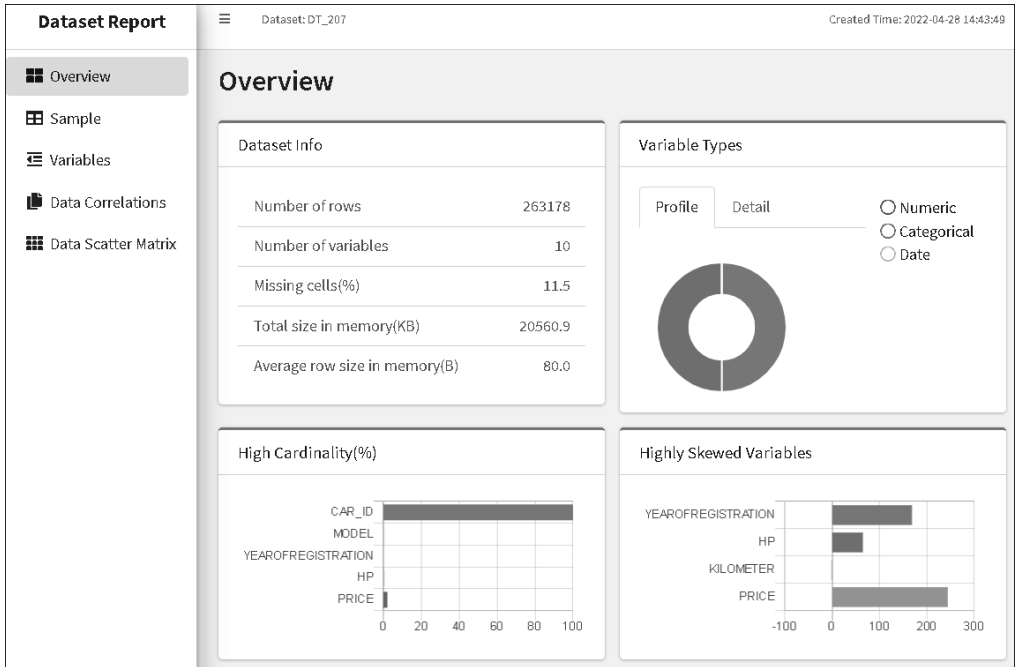 Dataset Report
Dataset: DT_207
Created Time: 2022-04-28 14:43:49
Overview
Sample
Variables
Data Correlations
Data Scatter Matrix
Overview
Dataset Info
Number of rows 263178
Number of variables 10
Missing cells(%) 11.5
Total size in memory(KB) 20560.9
Average row size in memory(B) 80.0
Variable Types
Profile Detail
Numeric
Categorical
Date
High Cardinality(%)
CAR_ID
MODEL
YEAROFREGISTRATION
HP
PRICE
0 20 40 60 80 100
Highly Skewed Variables
YEAROFREGISTRATION
HP
KILOMETER
PRICE
-100 0 100 200 300